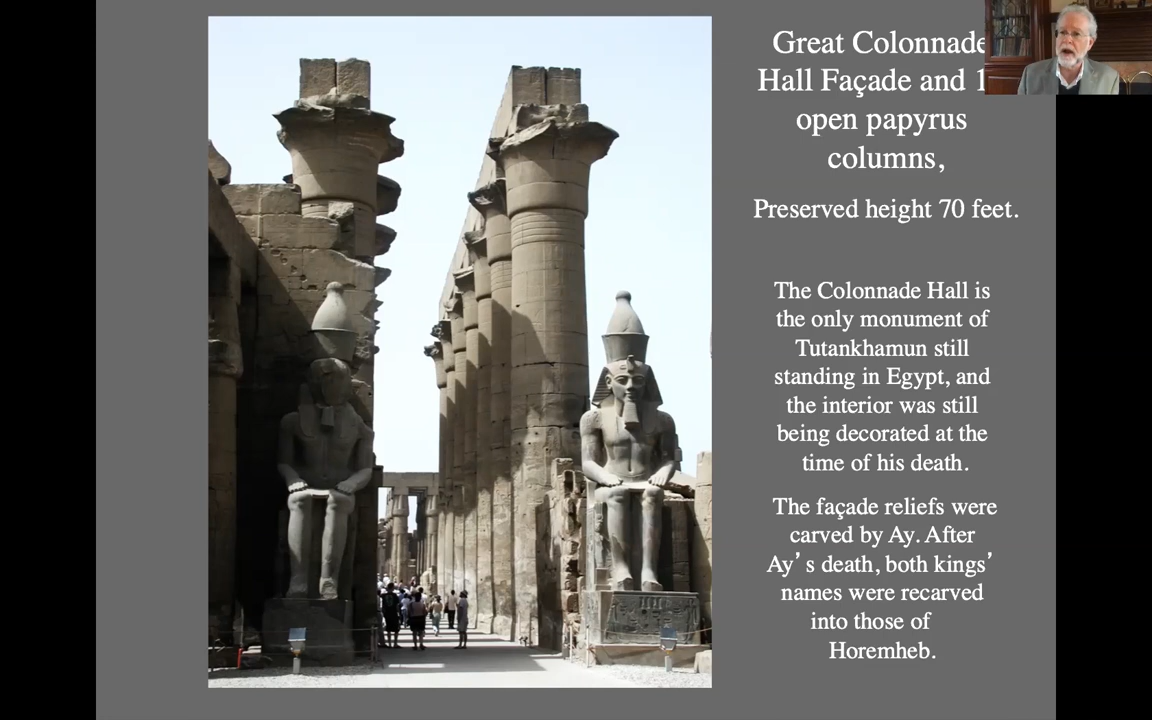 Great Colonnade
Hall Façade and 1
open papyrus
columns,
Preserved height 70 feet.
The Colonnade Hall is
the only monument of
Tutankhamun still
standing in Egypt, and
the interior was still
being decorated at the
time of his death.
The façade reliefs were
carved by Ay. After
Ay’s death, both kings’
names were recarved
into those of
Horemheb.